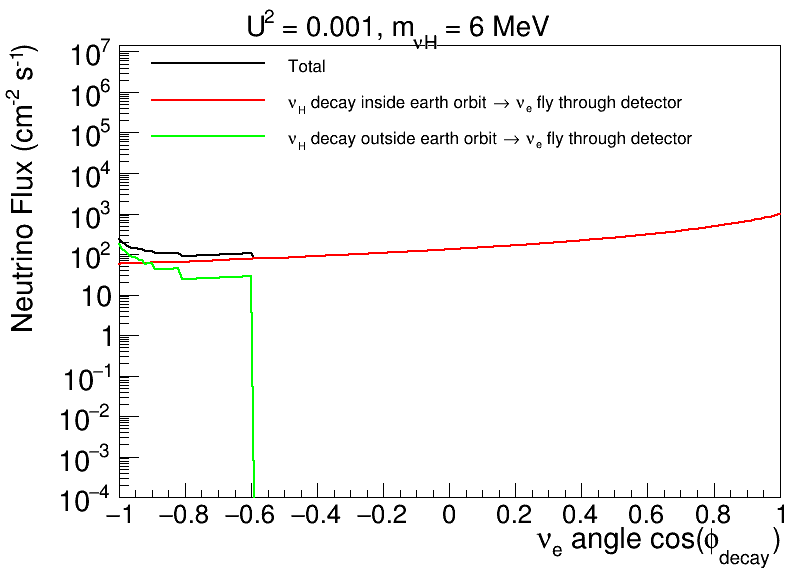 U² = 0.001, m_νH = 6 MeV
Total
ν_H decay inside earth orbit → ν_e fly through detector
ν_H decay outside earth orbit → ν_e fly through detector
Neutrino Flux (cm⁻² s⁻¹)
10⁷
10⁶
10⁵
10⁴
10³
10²
10
1
10⁻¹
10⁻²
10⁻³
10⁻⁴
−1 −0.8 −0.6 −0.4 −0.2 0 0.2 0.4 0.6 0.8 1
ν_e angle cos(ϕ_decay)